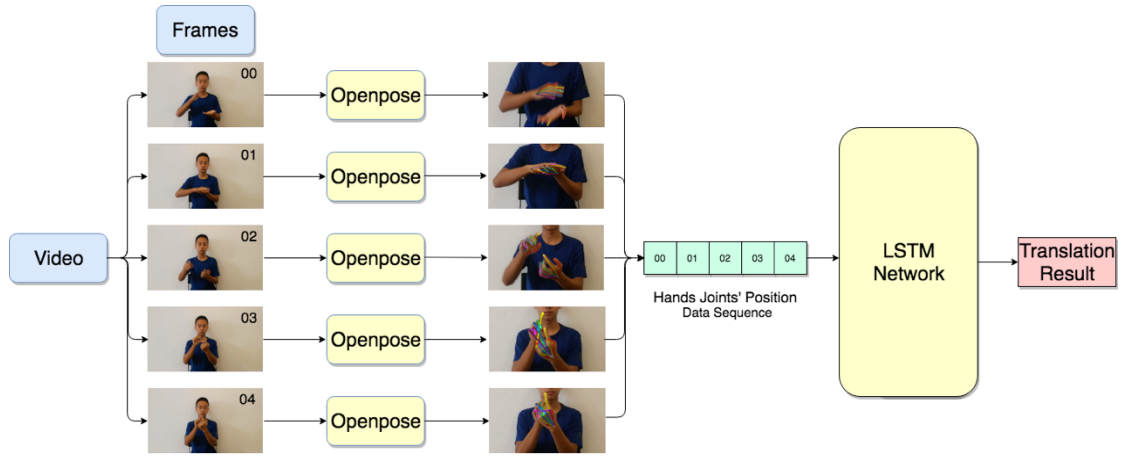 Frames
00
Openpose
01
Openpose
Video
02
Openpose
00 01 02 03 04
Hands Joints' Position
Data Sequence
LSTM
Network
Translation
Result
03
Openpose
04
Openpose